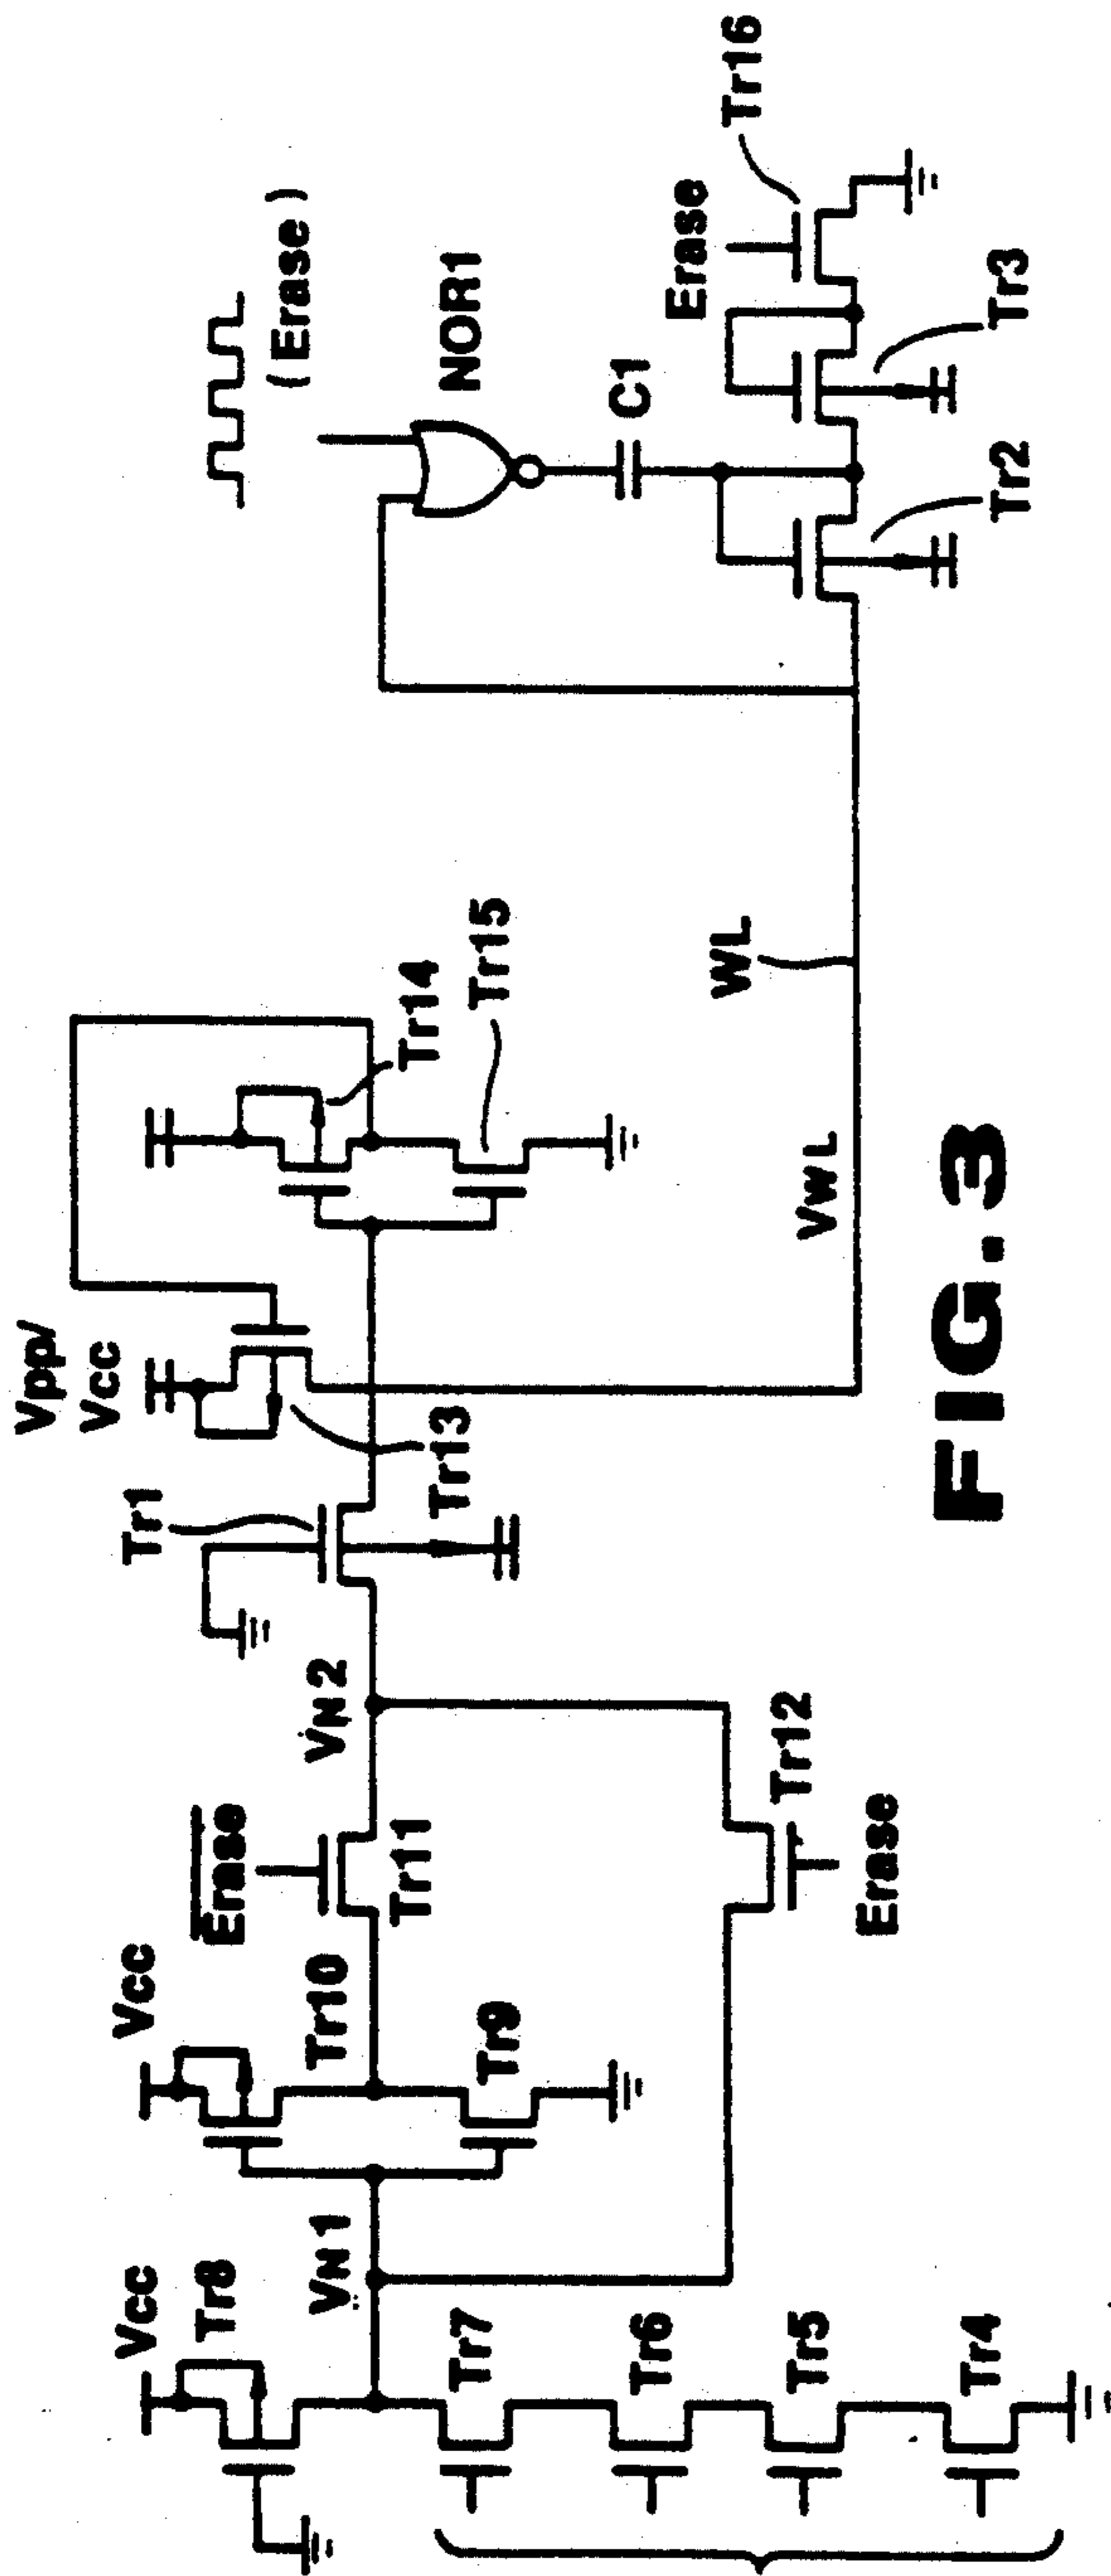 Vcc
Tr8
Tr7
Tr6
Tr5
Tr4
VN1
Vcc
Tr10
Tr9
Erase
Tr11
Tr12
Erase
VN2
Tr1
Vpp/
Vcc
Tr13
Tr14
Tr15
VWL
WL
(Erase)
NOR1
C1
Erase
Tr16
Tr2
Tr3
FIG.3